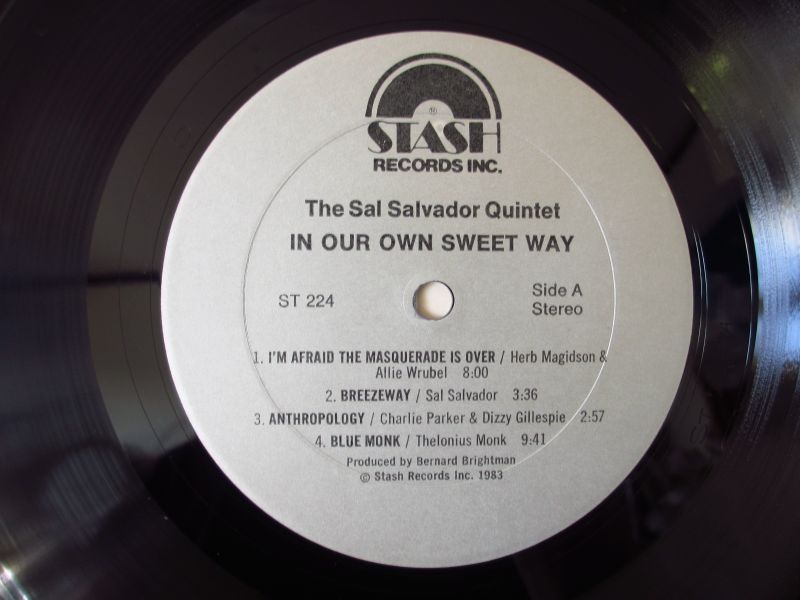 STASH
RECORDS INC.
The Sal Salvador Quintet
IN OUR OWN SWEET WAY
ST 224
Side A
Stereo
1. I'M AFRAID THE MASQUERADE IS OVER / Herb Magidson &
Allie Wrubel 8:00
2. BREEZEWAY / Sal Salvador 3:36
3. ANTHROPOLOGY / Charlie Parker & Dizzy Gillespie 2:57
4. BLUE MONK / Thelonius Monk 9:41
Produced by Bernard Brightman
© Stash Records Inc. 1983